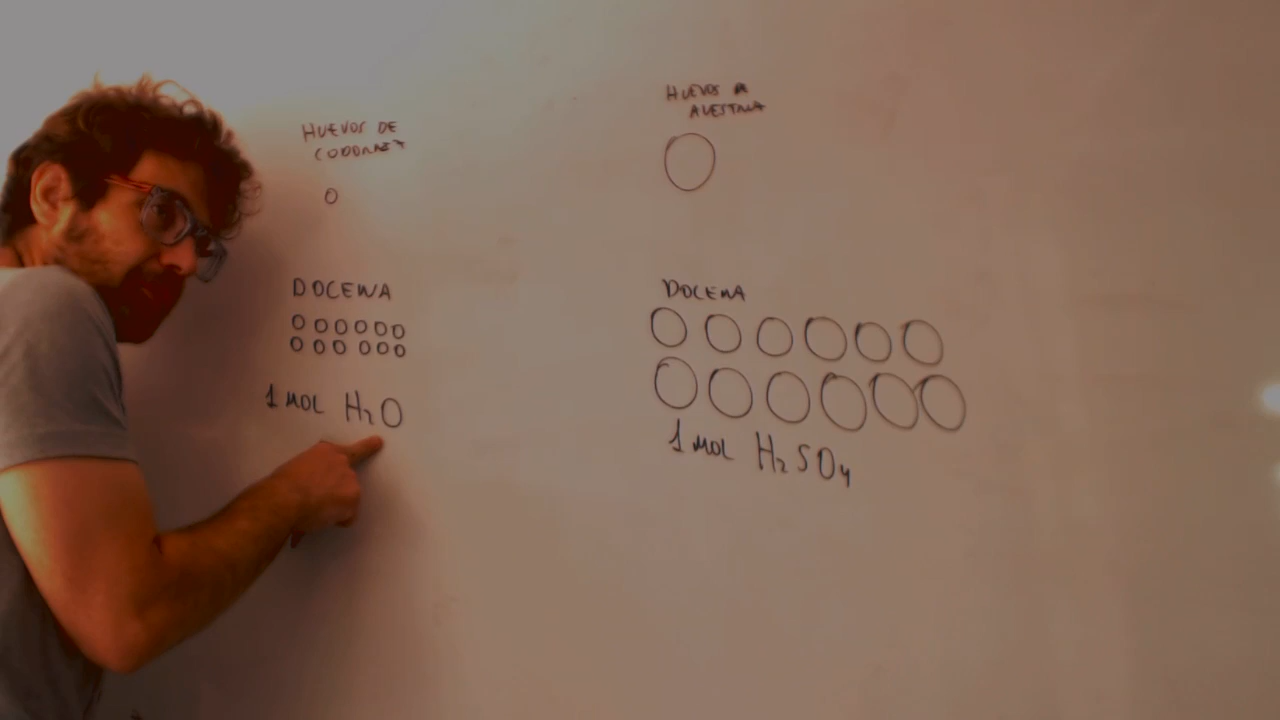 HUEVOS DE
CODORNIZ
DOCENA
1 MOL H₂O
HUEVOS DE
AVESTRUZ
DOCENA
1 MOL H₂SO₄